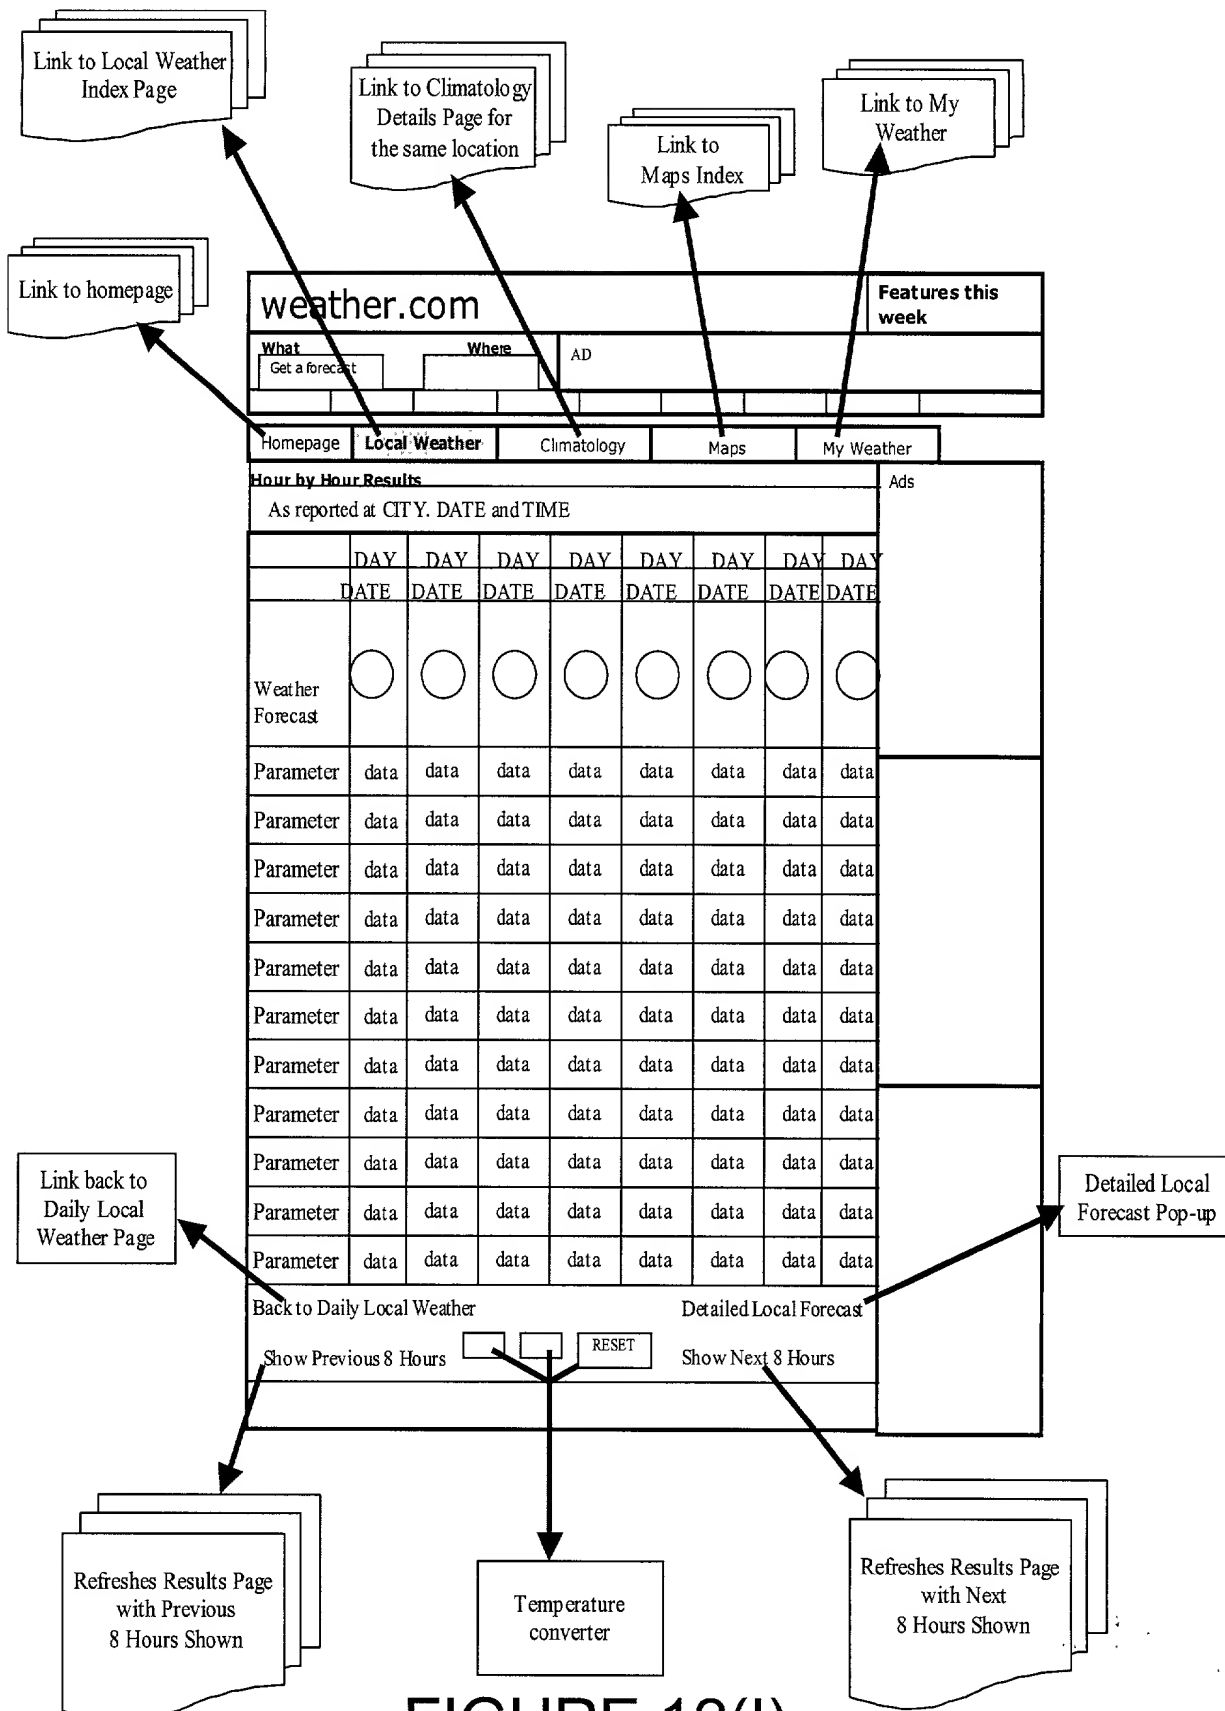 Link to Local Weather
Index Page
Link to Climatology
Details Page for
the same location
Link to
Maps Index
Link to My
Weather
Link to homepage
weather.com
Features this
week
What
Where
Get a forecast
AD
Homepage
Local Weather
Climatology
Maps
My Weather
Hour by Hour Results
Ads
As reported at CITY. DATE and TIME
DAY DAY DAY DAY DAY DAY DAY DAY
DATE DATE DATE DATE DATE DATE DATE DATE
Weather
Forecast
Parameter data data data data data data data data
Parameter data data data data data data data data
Parameter data data data data data data data data
Parameter data data data data data data data data
Parameter data data data data data data data data
Parameter data data data data data data data data
Parameter data data data data data data data data
Parameter data data data data data data data data
Parameter data data data data data data data data
Parameter data data data data data data data data
Parameter data data data data data data data data
Link back to
Daily Local
Weather Page
Detailed Local
Forecast Pop-up
Back to Daily Local Weather
Detailed Local Forecast
Show Previous 8 Hours
RESET
Show Next 8 Hours
Refreshes Results Page
with Previous
8 Hours Shown
Temperature
converter
Refreshes Results Page
with Next
8 Hours Shown